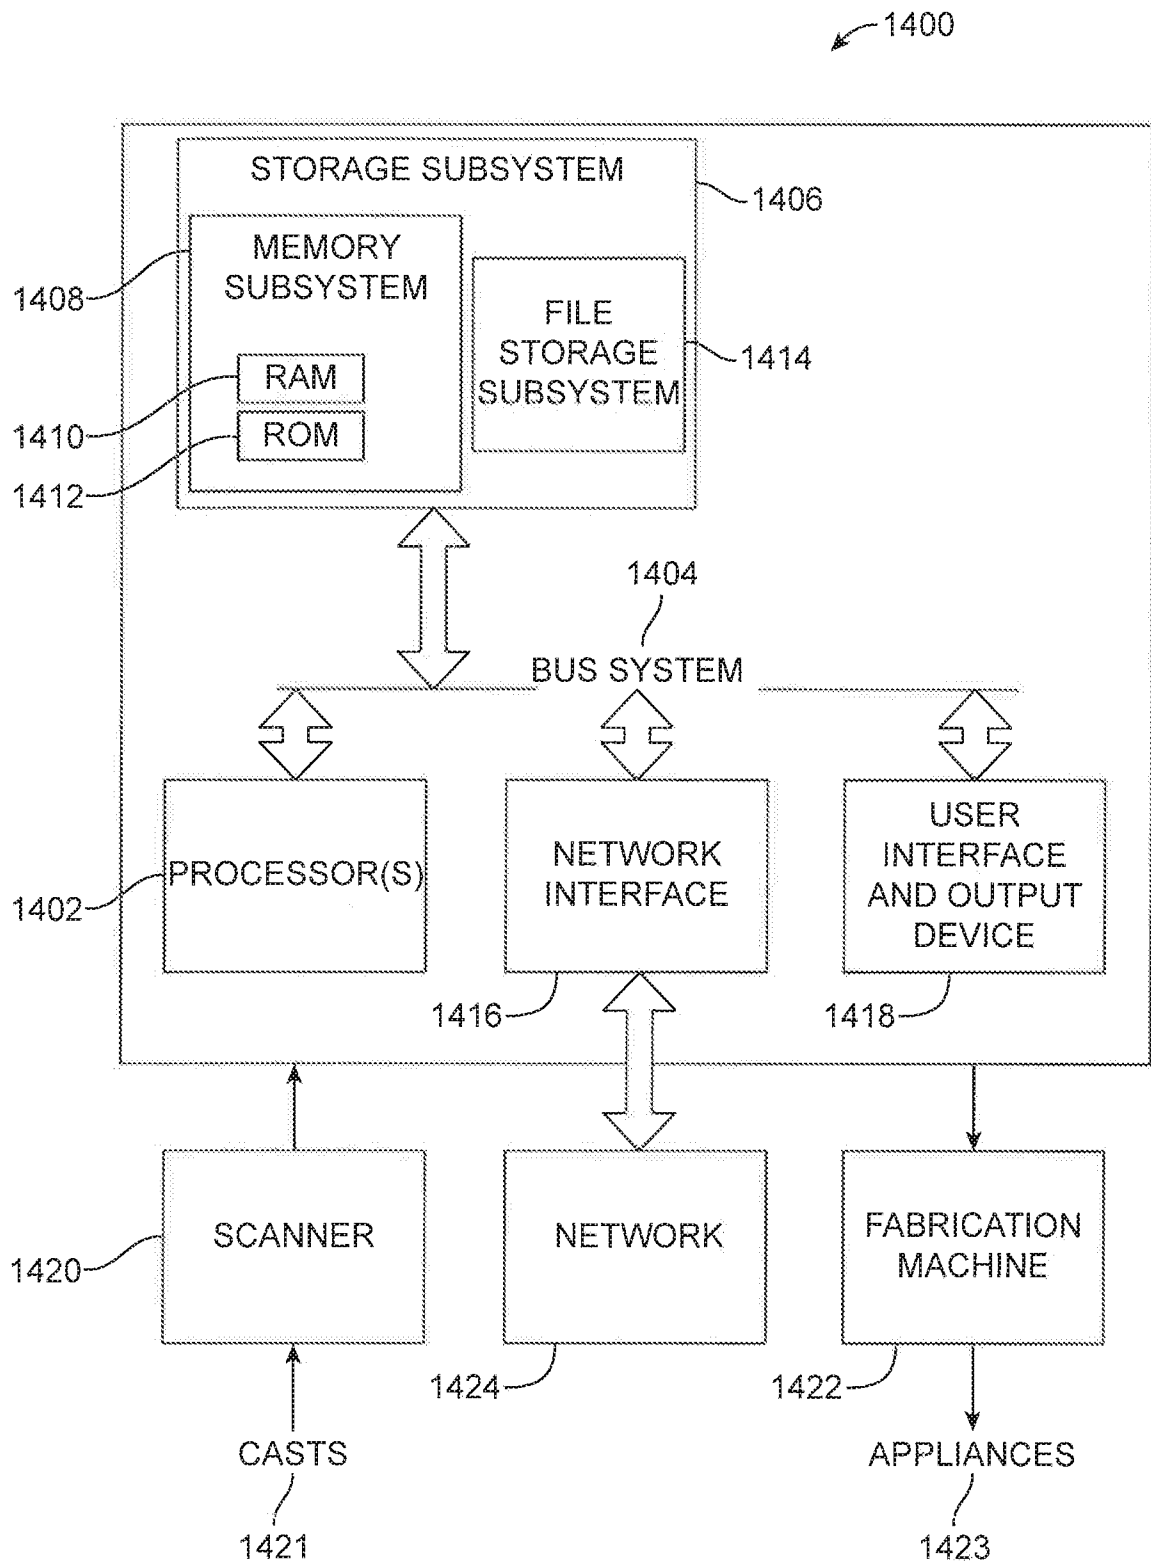 1400
STORAGE SUBSYSTEM
1406
MEMORY
SUBSYSTEM
1408
FILE
STORAGE
SUBSYSTEM
1414
RAM
1410
ROM
1412
1404
BUS SYSTEM
PROCESSOR(S)
1402
NETWORK
INTERFACE
1416
USER
INTERFACE
AND OUTPUT
DEVICE
1418
SCANNER
1420
NETWORK
1424
FABRICATION
MACHINE
1422
CASTS
1421
APPLIANCES
1423